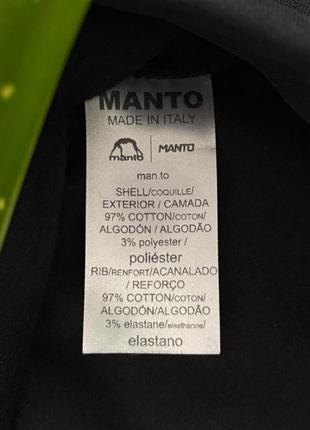 MANTO
MADE IN ITALY
manto | MANTO
man.to
SHELL/COQUILLE/
EXTERIOR / CAMADA
97% COTTON/COTON/
ALGODÓN / ALGODÃO
3% polyester /
poliéster
RIB/RENFORT/ACANALADO
/ REFORÇO
97% COTTON/COTON/
ALGODÓN/ALGODÃO
3% elastane/elasthanne/
elastano